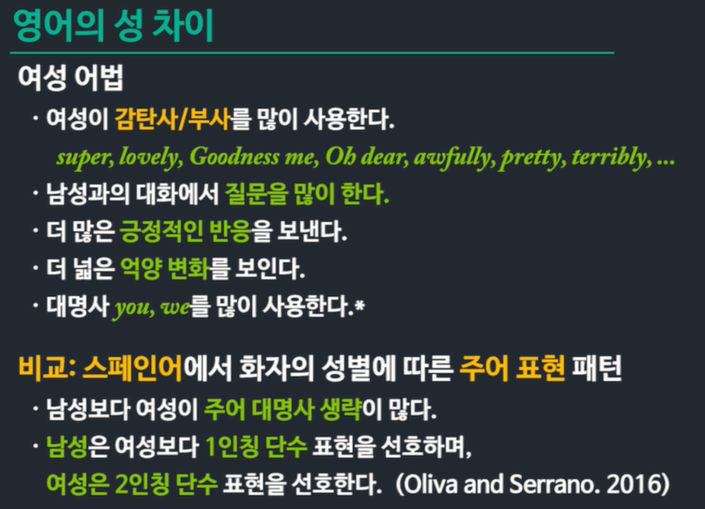 영어의 성 차이
여성 어법
· 여성이 감탄사/부사를 많이 사용한다.
super, lovely, Goodness me, Oh dear, awfully, pretty, terribly, ...
· 남성과의 대화에서 질문을 많이 한다.
· 더 많은 긍정적인 반응을 보낸다.
· 더 넓은 억양 변화를 보인다.
· 대명사 you, we를 많이 사용한다.*
비교: 스페인어에서 화자의 성별에 따른 주어 표현 패턴
· 남성보다 여성이 주어 대명사 생략이 많다.
· 남성은 여성보다 1인칭 단수 표현을 선호하며,
여성은 2인칭 단수 표현을 선호한다. (Oliva and Serrano. 2016)